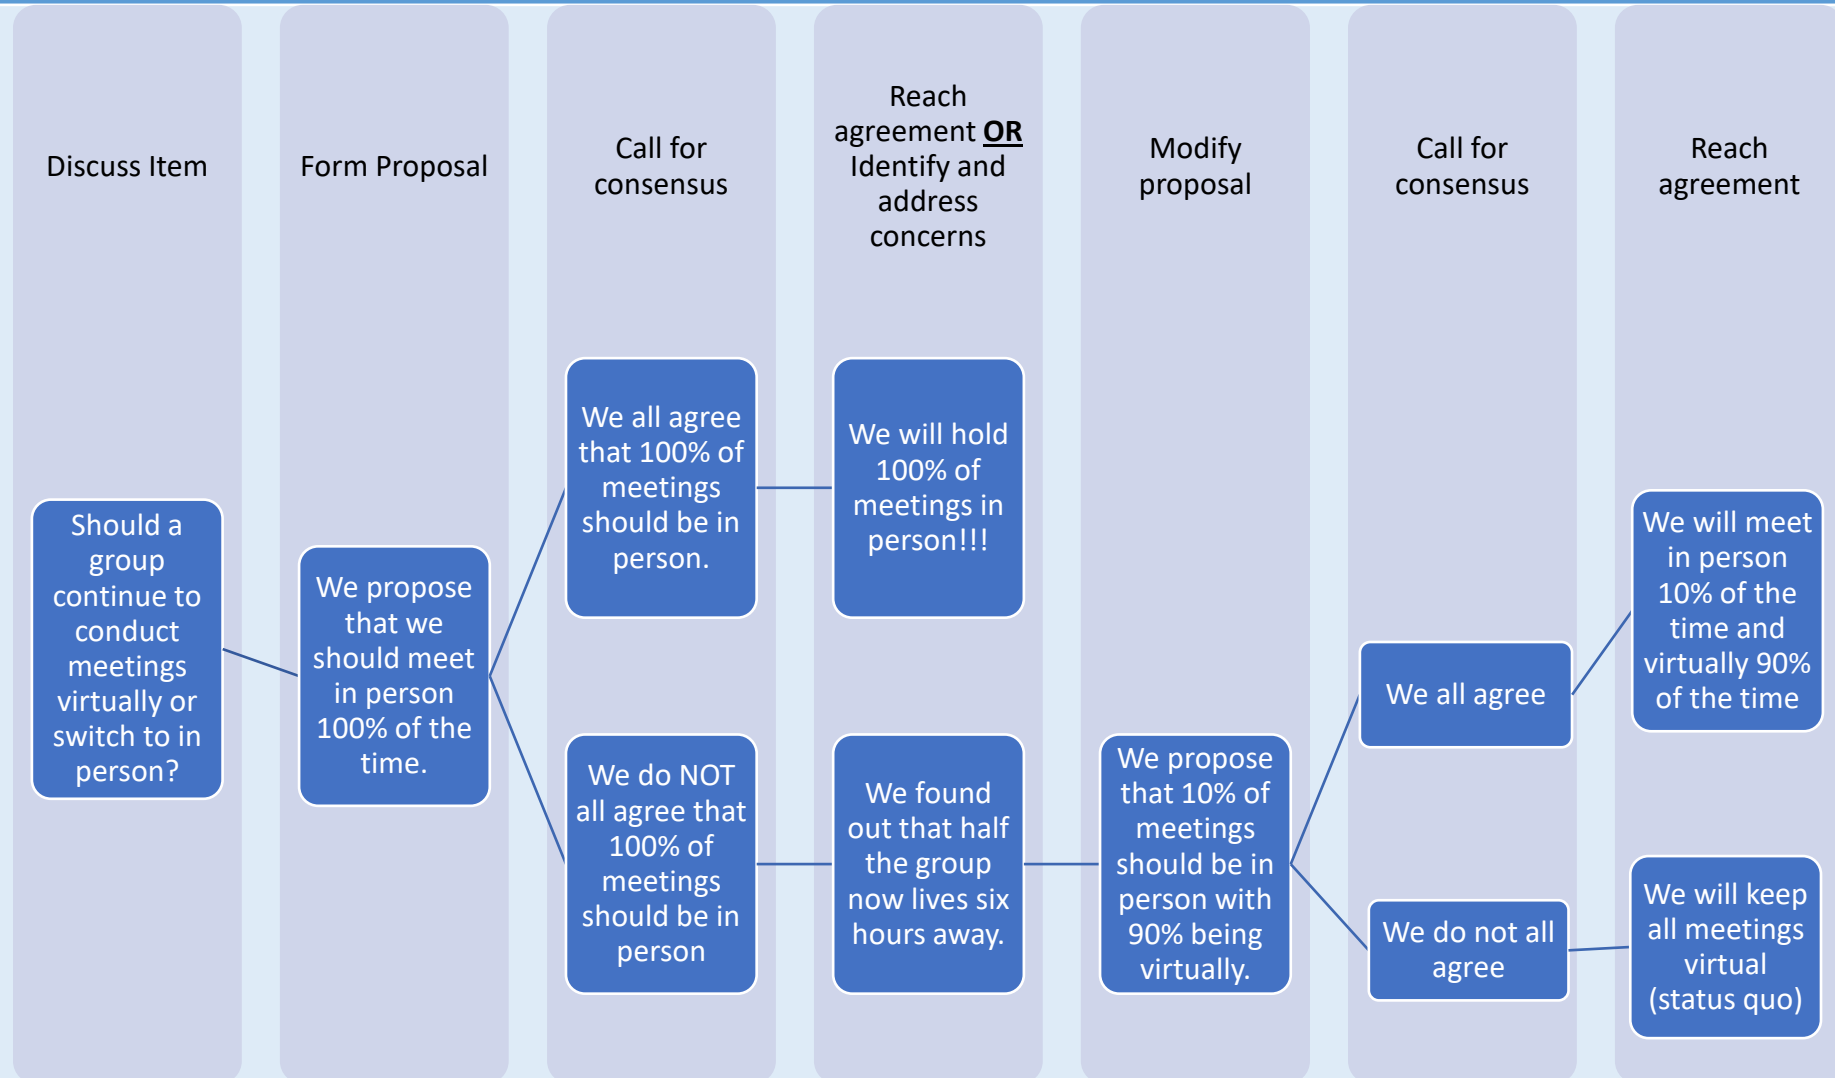 Discuss Item
Form Proposal
Call for
consensus
Reach
agreement OR
Identify and
address
concerns
Modify
proposal
Call for
consensus
Reach
agreement
Should a
group
continue to
conduct
meetings
virtually or
switch to in
person?
We propose
that we
should meet
in person
100% of the
time.
We all agree
that 100% of
meetings
should be in
person.
We will hold
100% of
meetings in
person!!!
We do NOT
all agree that
100% of
meetings
should be in
person
We found
out that half
the group
now lives six
hours away.
We propose
that 10% of
meetings
should be in
person with
90% being
virtually.
We all agree
We will meet
in person
10% of the
time and
virtually 90%
of the time
We do not all
agree
We will keep
all meetings
virtual
(status quo)